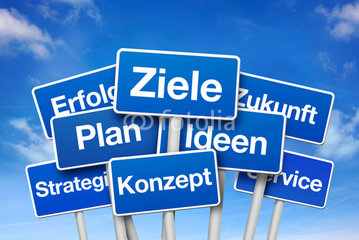 Ziele
Erfolg
Zukunft
Plan
Ideen
Strategi
Konzept
rvice
fotolia